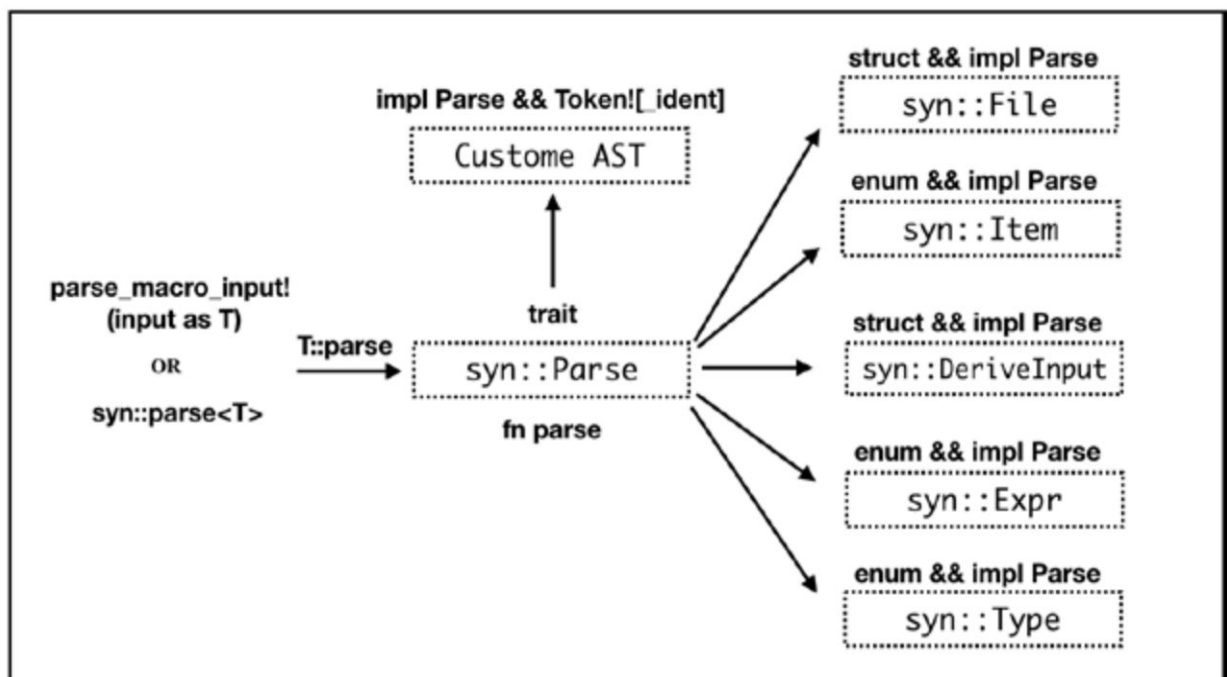 impl Parse && Token![_ident]
Custome AST
parse_macro_input!
(input as T)
OR
syn::parse<T>
T::parse
trait
syn::Parse
fn parse
struct && impl Parse
syn::File
enum && impl Parse
syn::Item
struct && impl Parse
syn::DeriveInput
enum && impl Parse
syn::Expr
enum && impl Parse
syn::Type